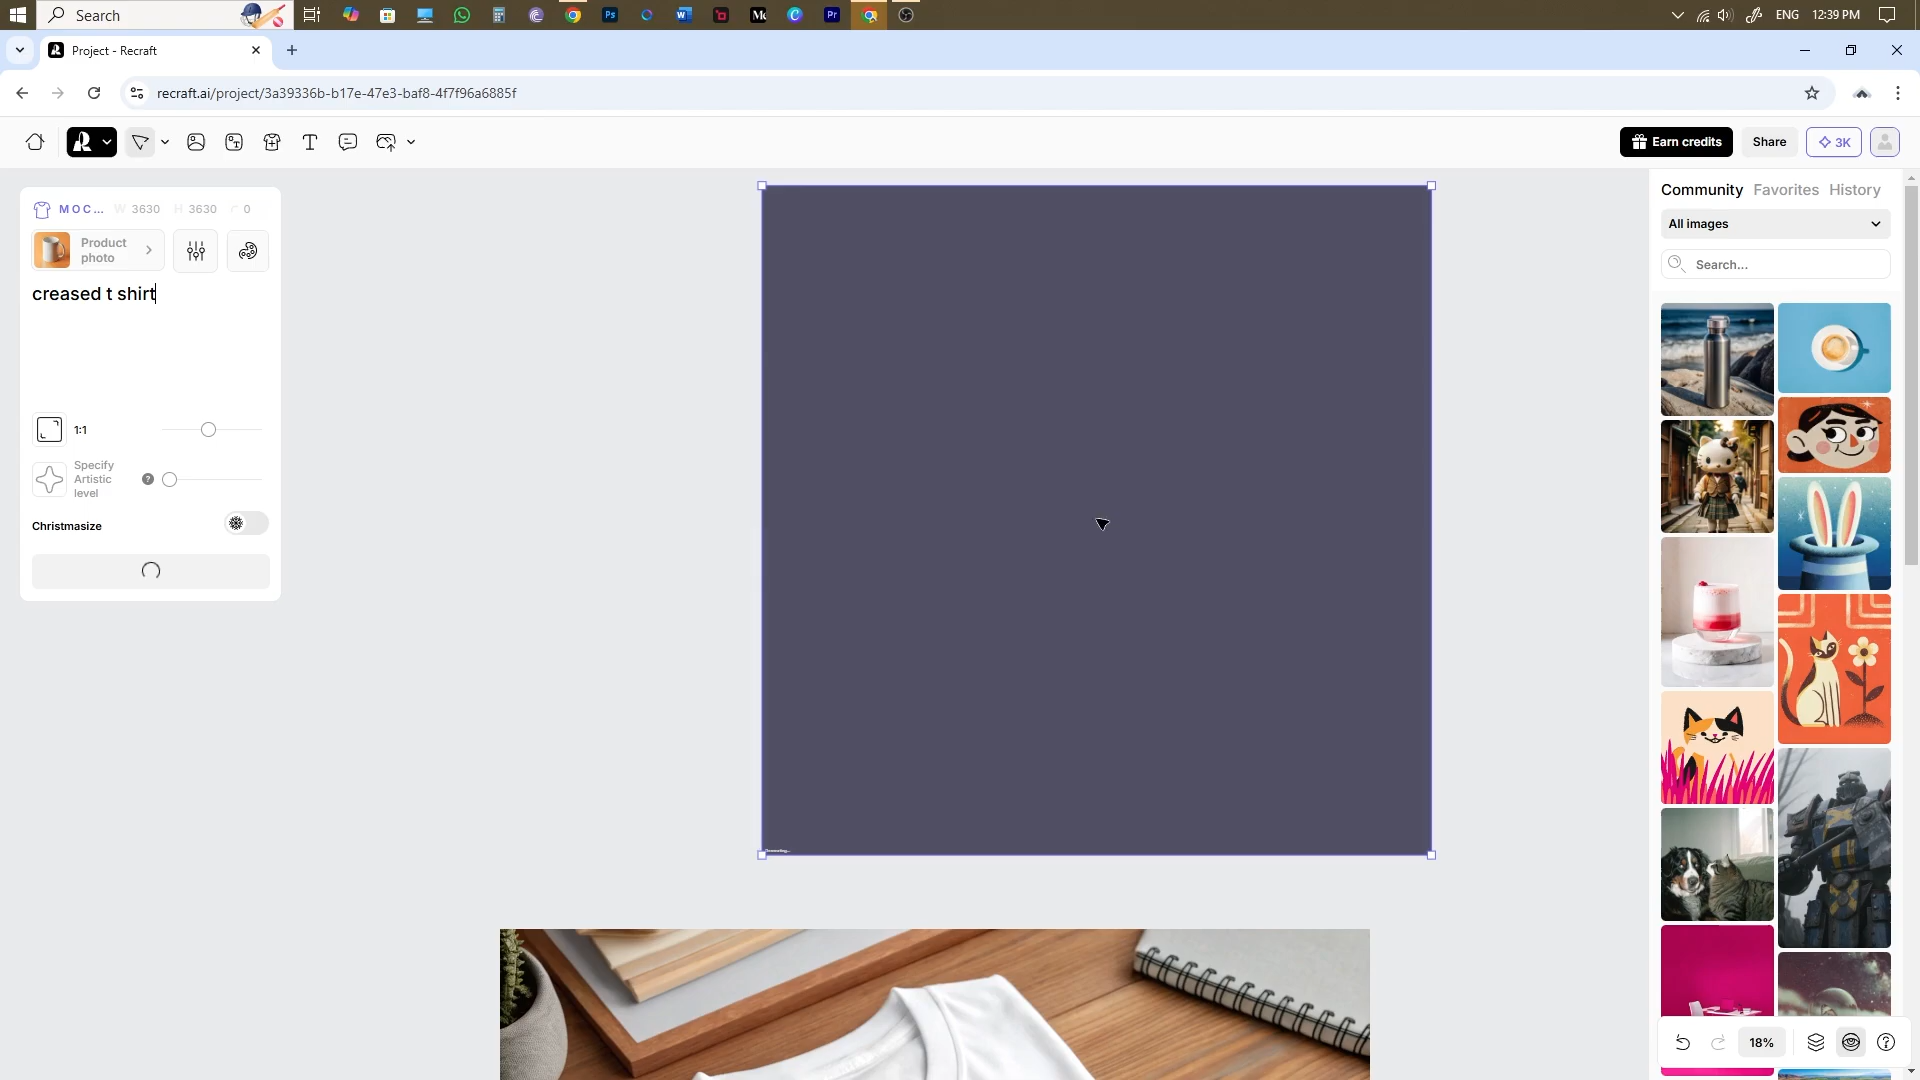 Search
ENG
12:39 PM
Project - Recraft
recraft.ai/project/3a39336b-b17e-47e3-baf8-4f7f96a6885f
Earn credits
Share
3K
MOC...
W 3630
H 3630
0
Product
photo
creased t shirt
1:1
Specify
Artistic
level
?
Christmasize
Community
Favorites
History
All images
Search...
18%